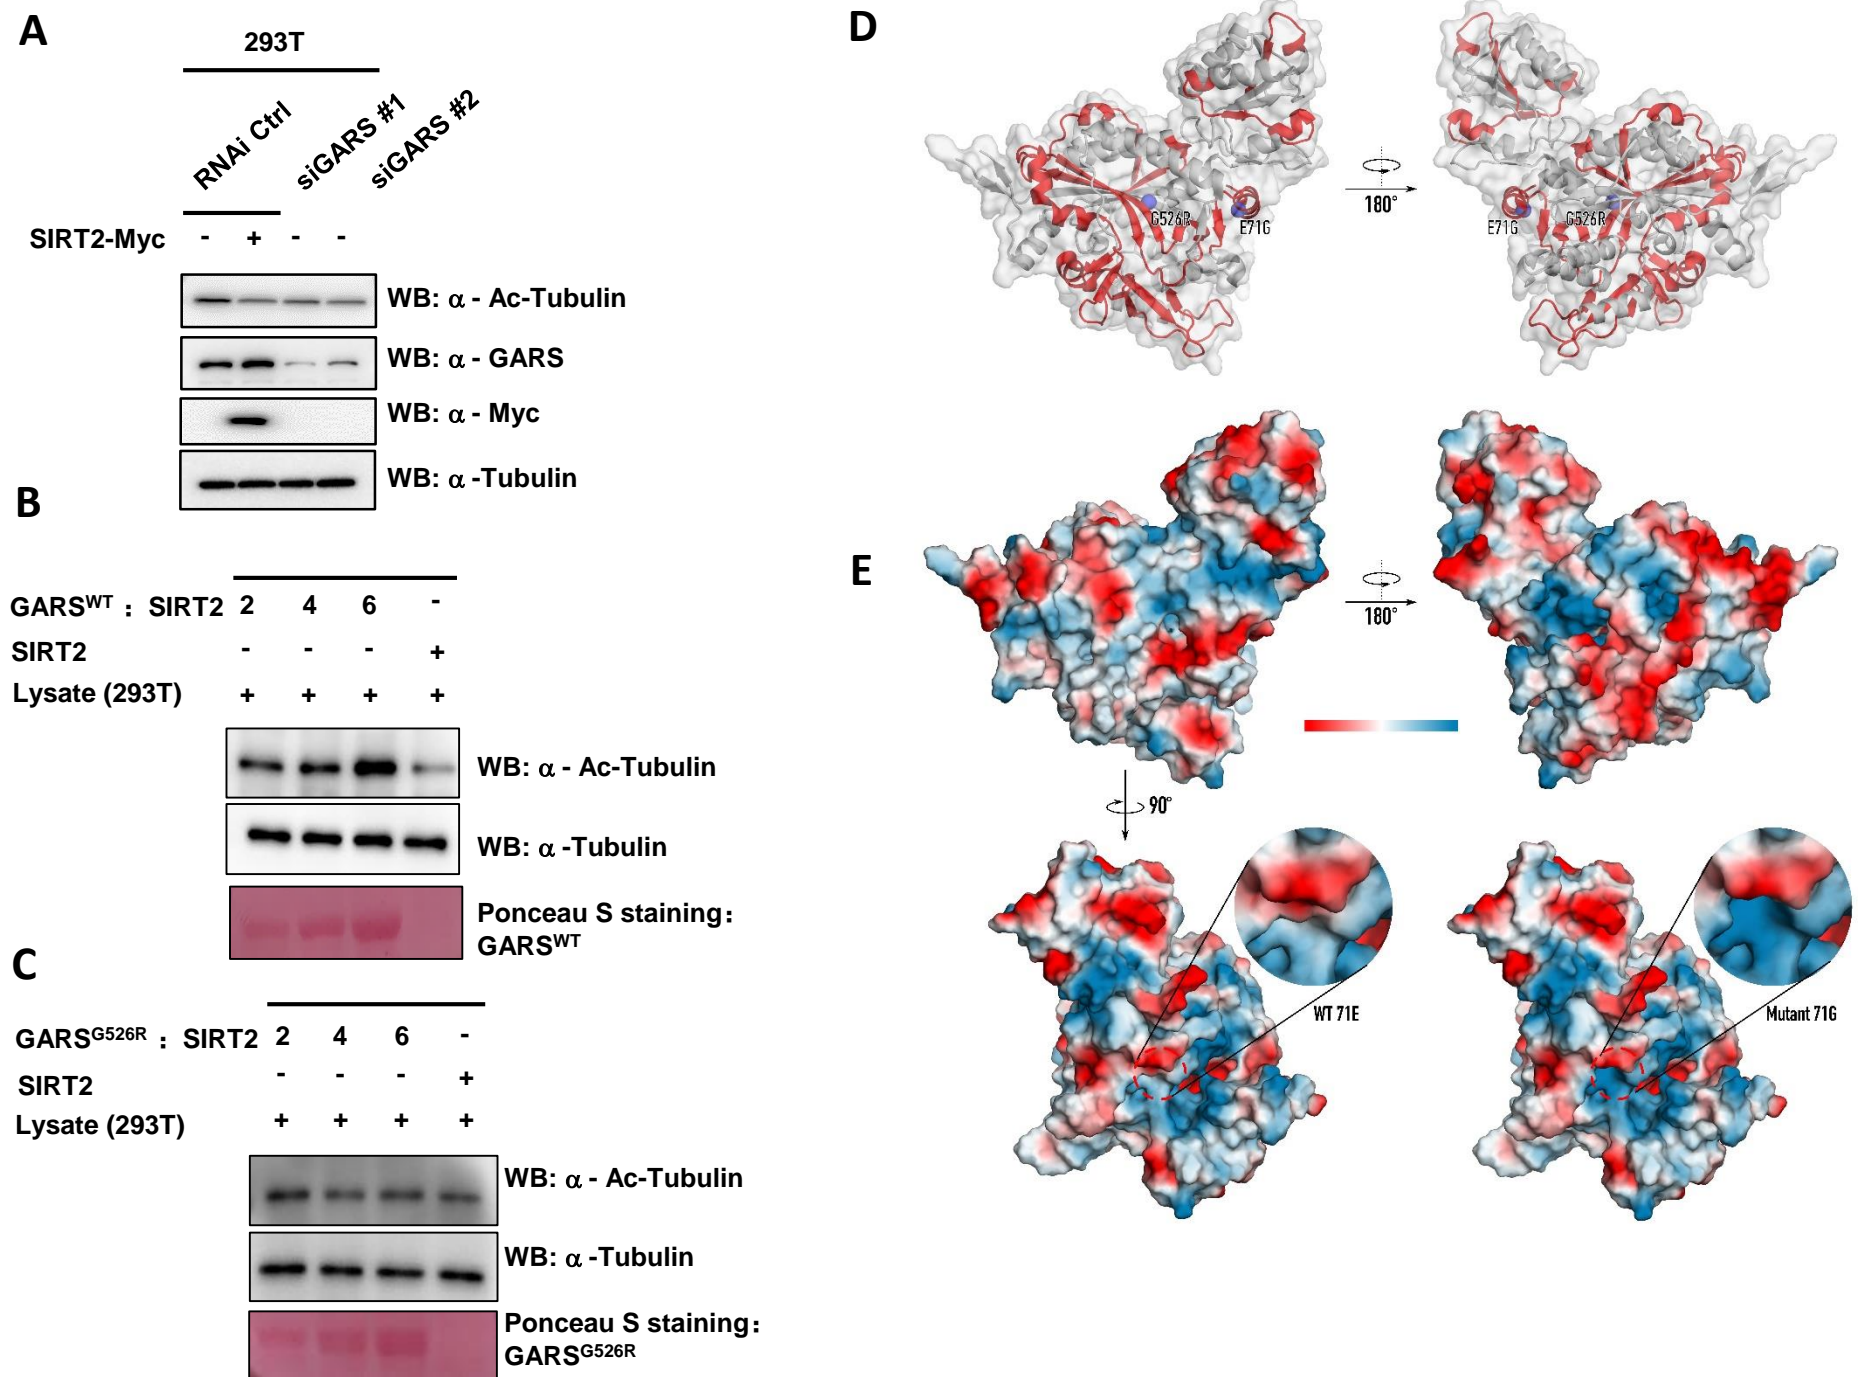 A
293T
RNAi Ctrl
siGARS #1
siGARS #2
SIRT2-Myc - + - -
WB: α - Ac-Tubulin
WB: α - GARS
WB: α - Myc
WB: α -Tubulin
B
GARSWT : SIRT2 2 4 6 -
SIRT2 - - - +
Lysate (293T) + + + +
WB: α - Ac-Tubulin
WB: α -Tubulin
Ponceau S staining:
GARSWT
C
GARSG526R : SIRT2 2 4 6 -
SIRT2 - - - +
Lysate (293T) + + + +
WB: α - Ac-Tubulin
WB: α -Tubulin
Ponceau S staining:
GARSG526R
D
G526R
E71G
180°
E71G
G526R
E
180°
90°
WT 71E
Mutant 71G